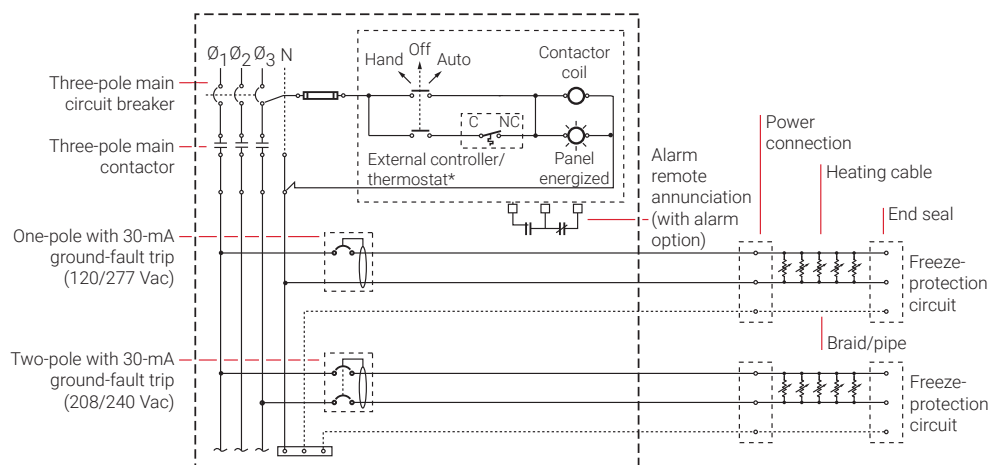 Ø1 Ø2 Ø3 N
Three-pole main
circuit breaker
Three-pole main
contactor
Hand
Off
Auto
Contactor
coil
C NC
External controller/
thermostat*
Panel
energized
Alarm
remote
annunciation
(with alarm
option)
Power
connection
Heating cable
End seal
One-pole with 30-mA
ground-fault trip
(120/277 Vac)
Freeze-
protection
circuit
Braid/pipe
Two-pole with 30-mA
ground-fault trip
(208/240 Vac)
Freeze-
protection
circuit